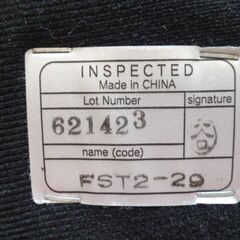 INSPECTED
Made in CHINA
Lot Number
signature
621423
name (code)
FST2-29